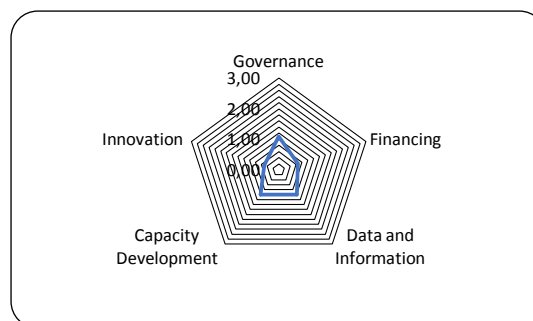 Governance
3,00
2,00
1,00
0,00
Innovation
Financing
Capacity
Development
Data and
Information